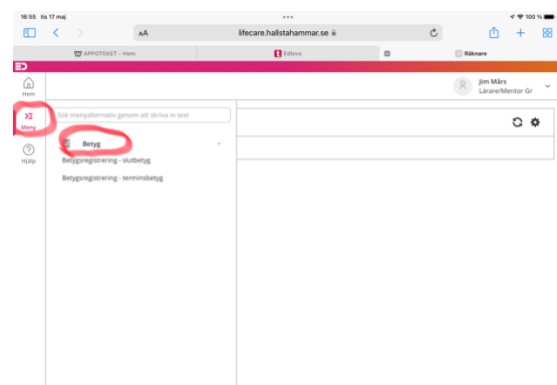 16:55 tis 17 maj
100 %
AA
lifecare.hallstahammar.se
APPOTEKET - Hem
Edlevo
Räknare
Hem
Jim Mårs
Lärare/Mentor Gr
Meny
Sök menyalternativ genom att skriva in text
Betyg
Hjälp
Betygsregistrering - slutbetyg
Betygsregistrering - terminsbetyg